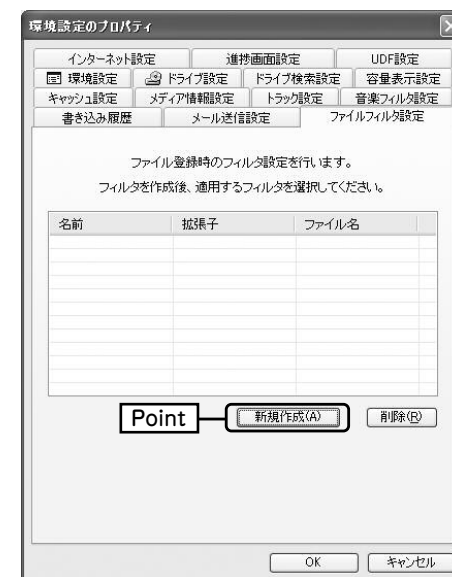 環境設定のプロパティ
インターネット設定 進捗画面設定 UDF設定
環境設定 ドライブ設定 ドライブ検索設定 容量表示設定
キャッシュ設定 メディア情報設定 トラック設定 音楽フィルタ設定
書き込み履歴 メール送信設定 ファイルフィルタ設定
ファイル登録時のフィルタ設定を行います。
フィルタを作成後、適用するフィルタを選択してください。
名前 拡張子 ファイル名
Point 新規作成(A) 削除(R)
OK キャンセル